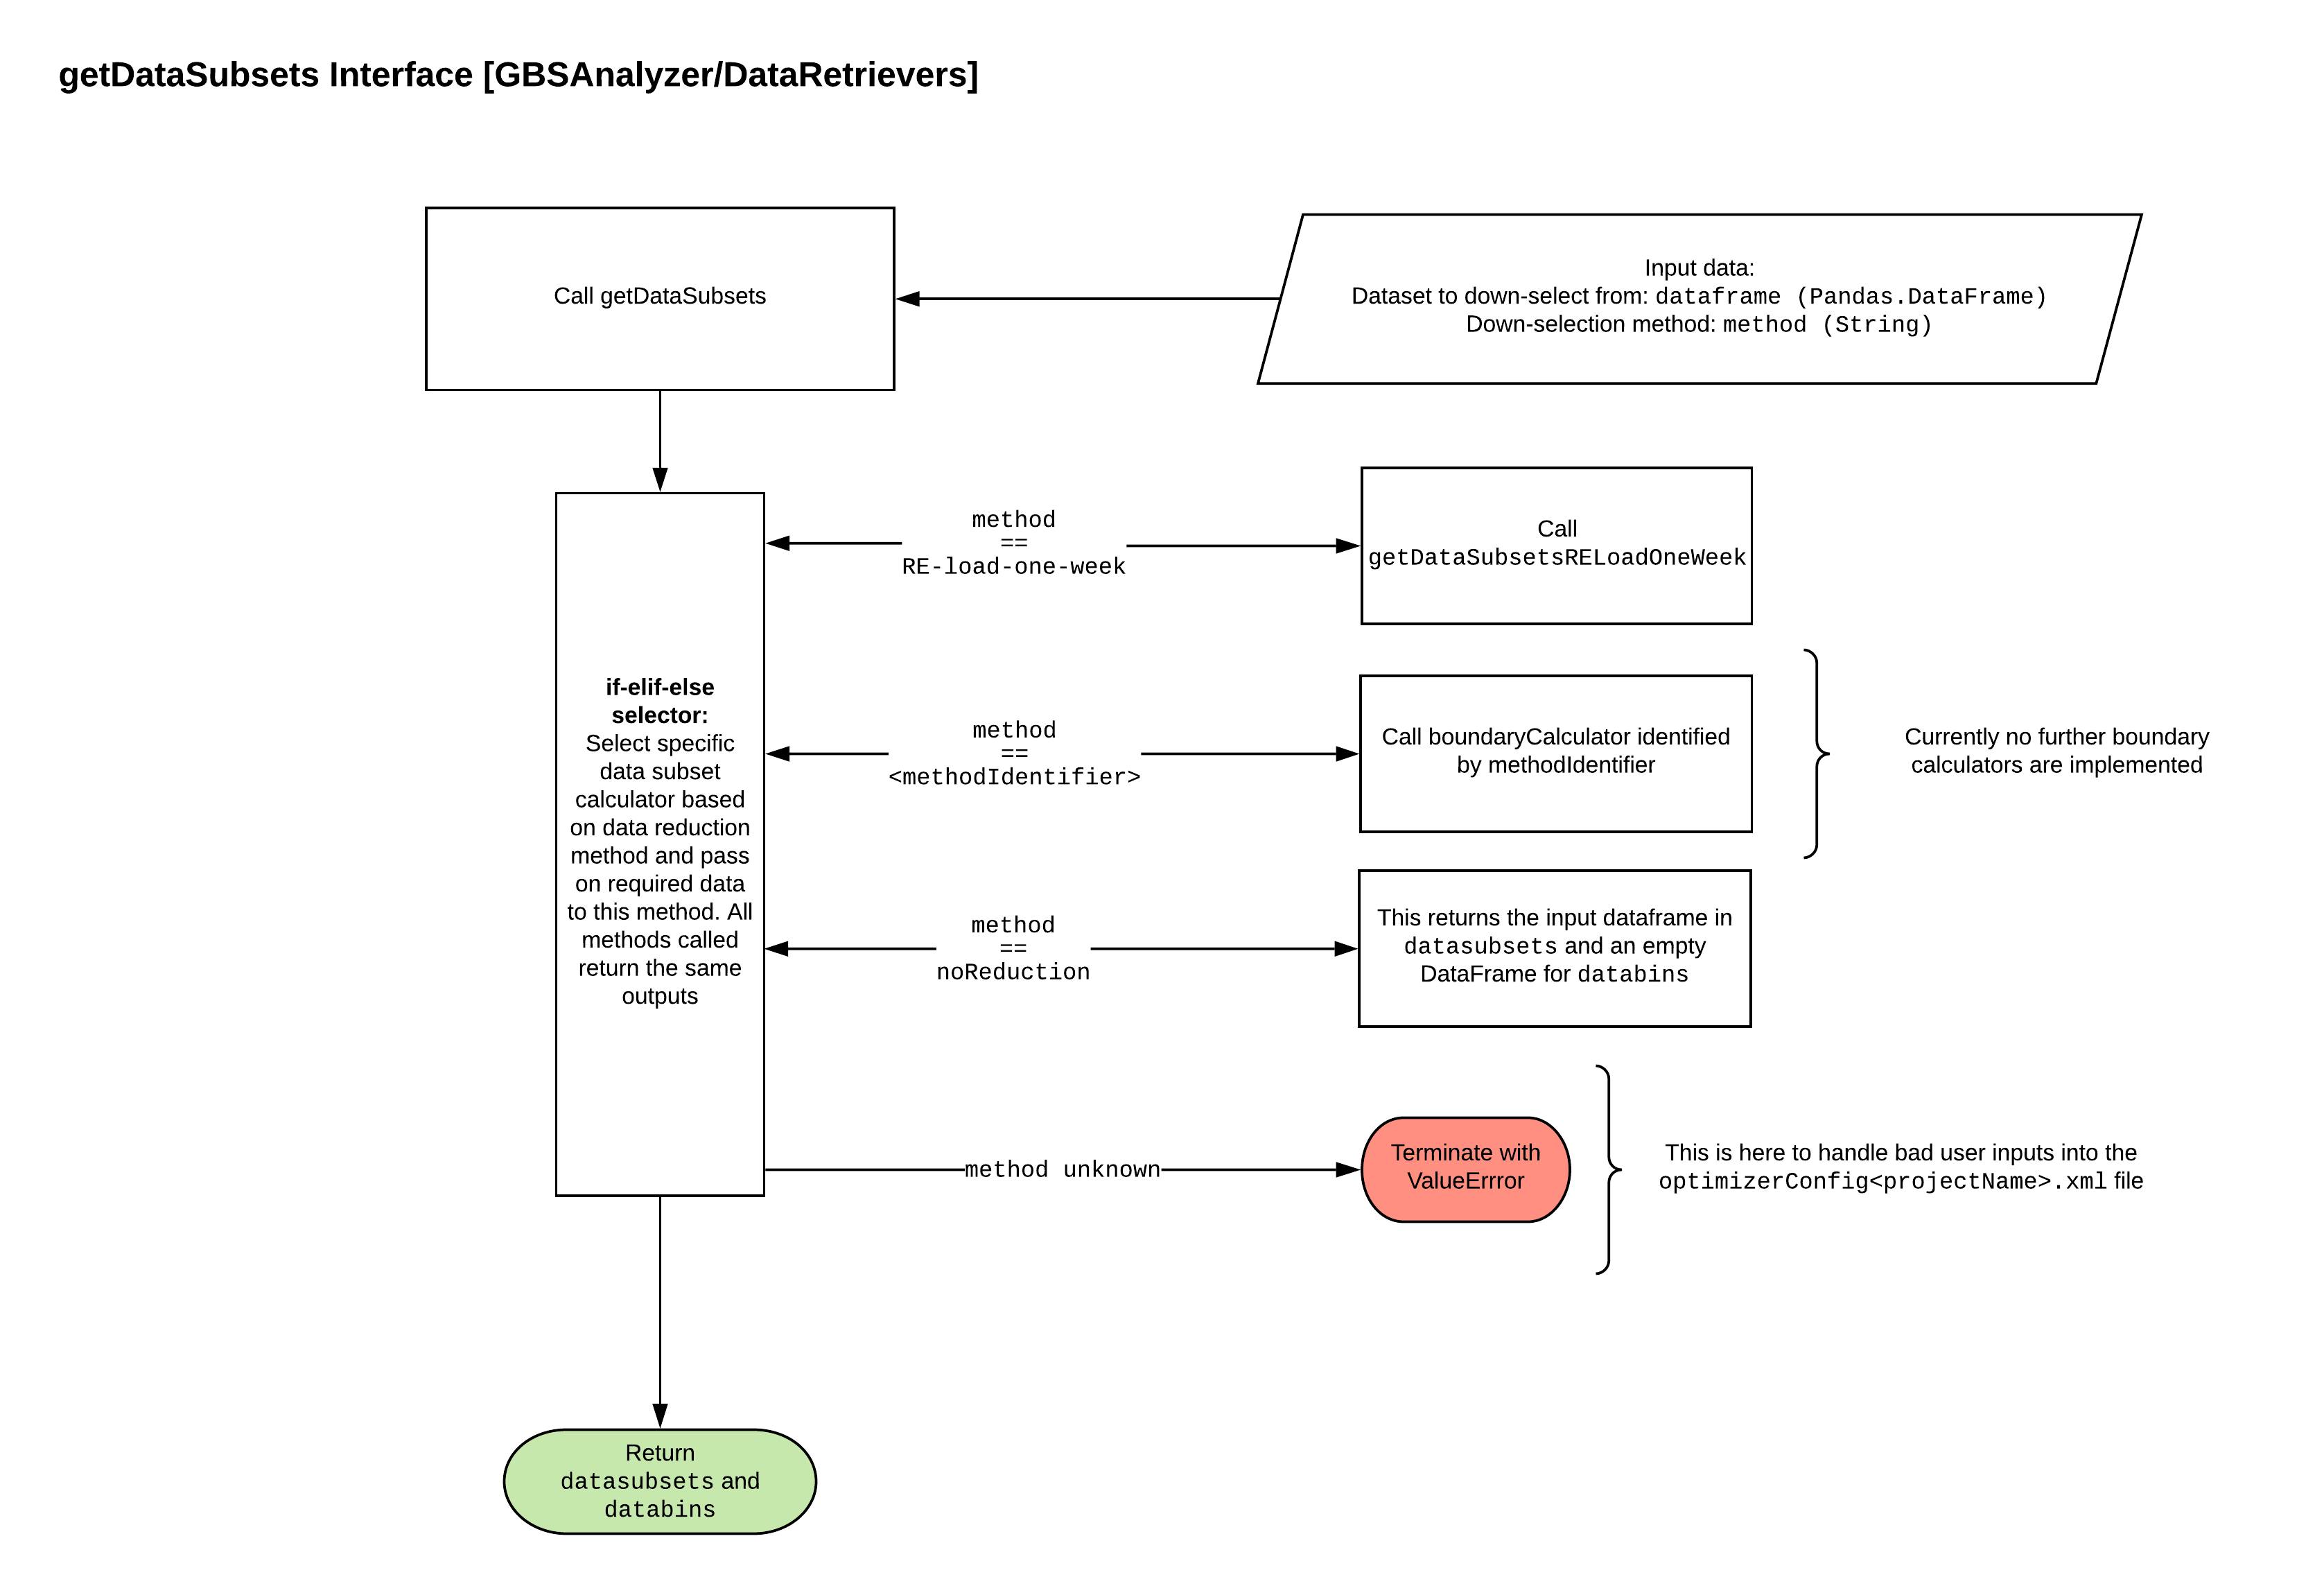 getDataSubsets Interface [GBSAnalyzer/DataRetrievers]
Call getDataSubsets
Input data:
Dataset to down-select from: dataframe (Pandas.DataFrame)
Down-selection method: method (String)
method
==
RE-load-one-week
Call
getDataSubsetsRELoadOneWeek
if-elif-else
selector:
Select specific
data subset
calculator based
on data reduction
method and pass
on required data
to this method. All
methods called
return the same
outputs
method
==
<methodIdentifier>
Call boundaryCalculator identified
by methodIdentifier
Currently no further boundary
calculators are implemented
method
==
noReduction
This returns the input dataframe in
datasubsets and an empty
DataFrame for databins
method unknown
Terminate with
ValueErrror
This is here to handle bad user inputs into the
optimizerConfig<projectName>.xml file
Return
datasubsets and
databins